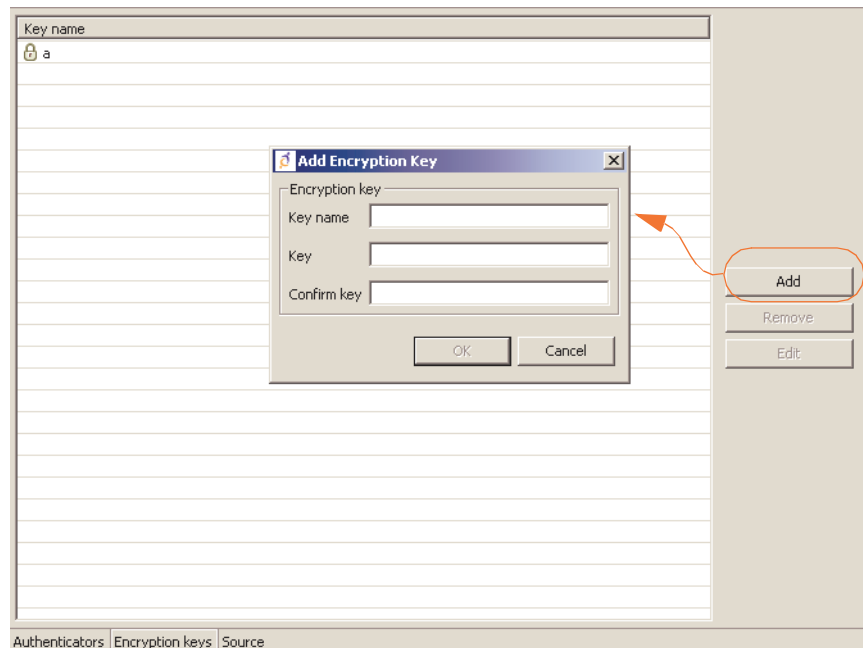 Key name
a
Add Encryption Key
Encryption key
Key name
Key
Confirm key
OK
Cancel
Add
Remove
Edit
Authenticators
Encryption keys
Source